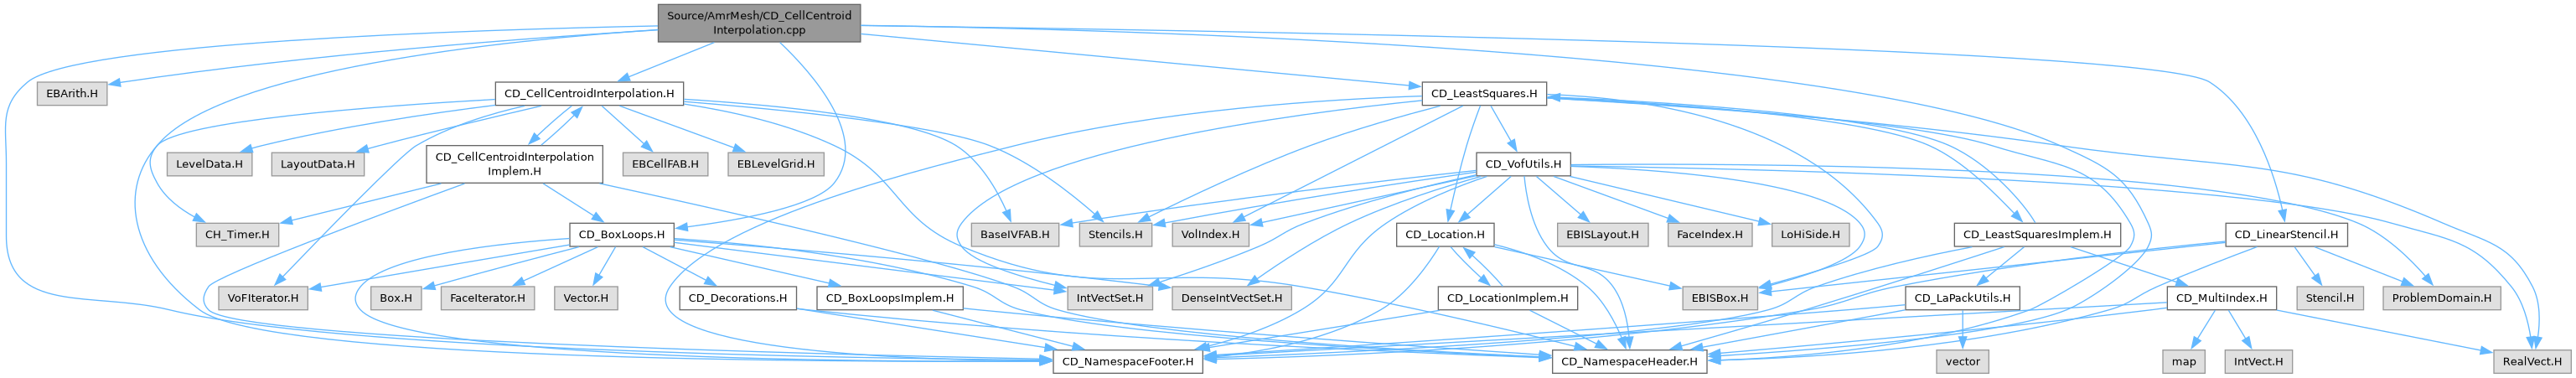 Source/AmrMesh/CD_CellCentroid
Interpolation.cpp
EBArith.H
CD_CellCentroidInterpolation.H
CD_LeastSquares.H
LevelData.H
LayoutData.H
CD_CellCentroidInterpolation
Implem.H
EBCellFAB.H
EBLevelGrid.H
CD_VofUtils.H
CH_Timer.H
CD_BoxLoops.H
BaseIVFAB.H
Stencils.H
VolIndex.H
CD_Location.H
EBISLayout.H
FaceIndex.H
LoHiSide.H
CD_LeastSquaresImplem.H
CD_LinearStencil.H
VoFIterator.H
Box.H
FaceIterator.H
Vector.H
CD_Decorations.H
CD_BoxLoopsImplem.H
IntVectSet.H
DenseIntVectSet.H
CD_LocationImplem.H
EBISBox.H
CD_LaPackUtils.H
CD_MultiIndex.H
Stencil.H
ProblemDomain.H
CD_NamespaceFooter.H
CD_NamespaceHeader.H
vector
map
IntVect.H
RealVect.H